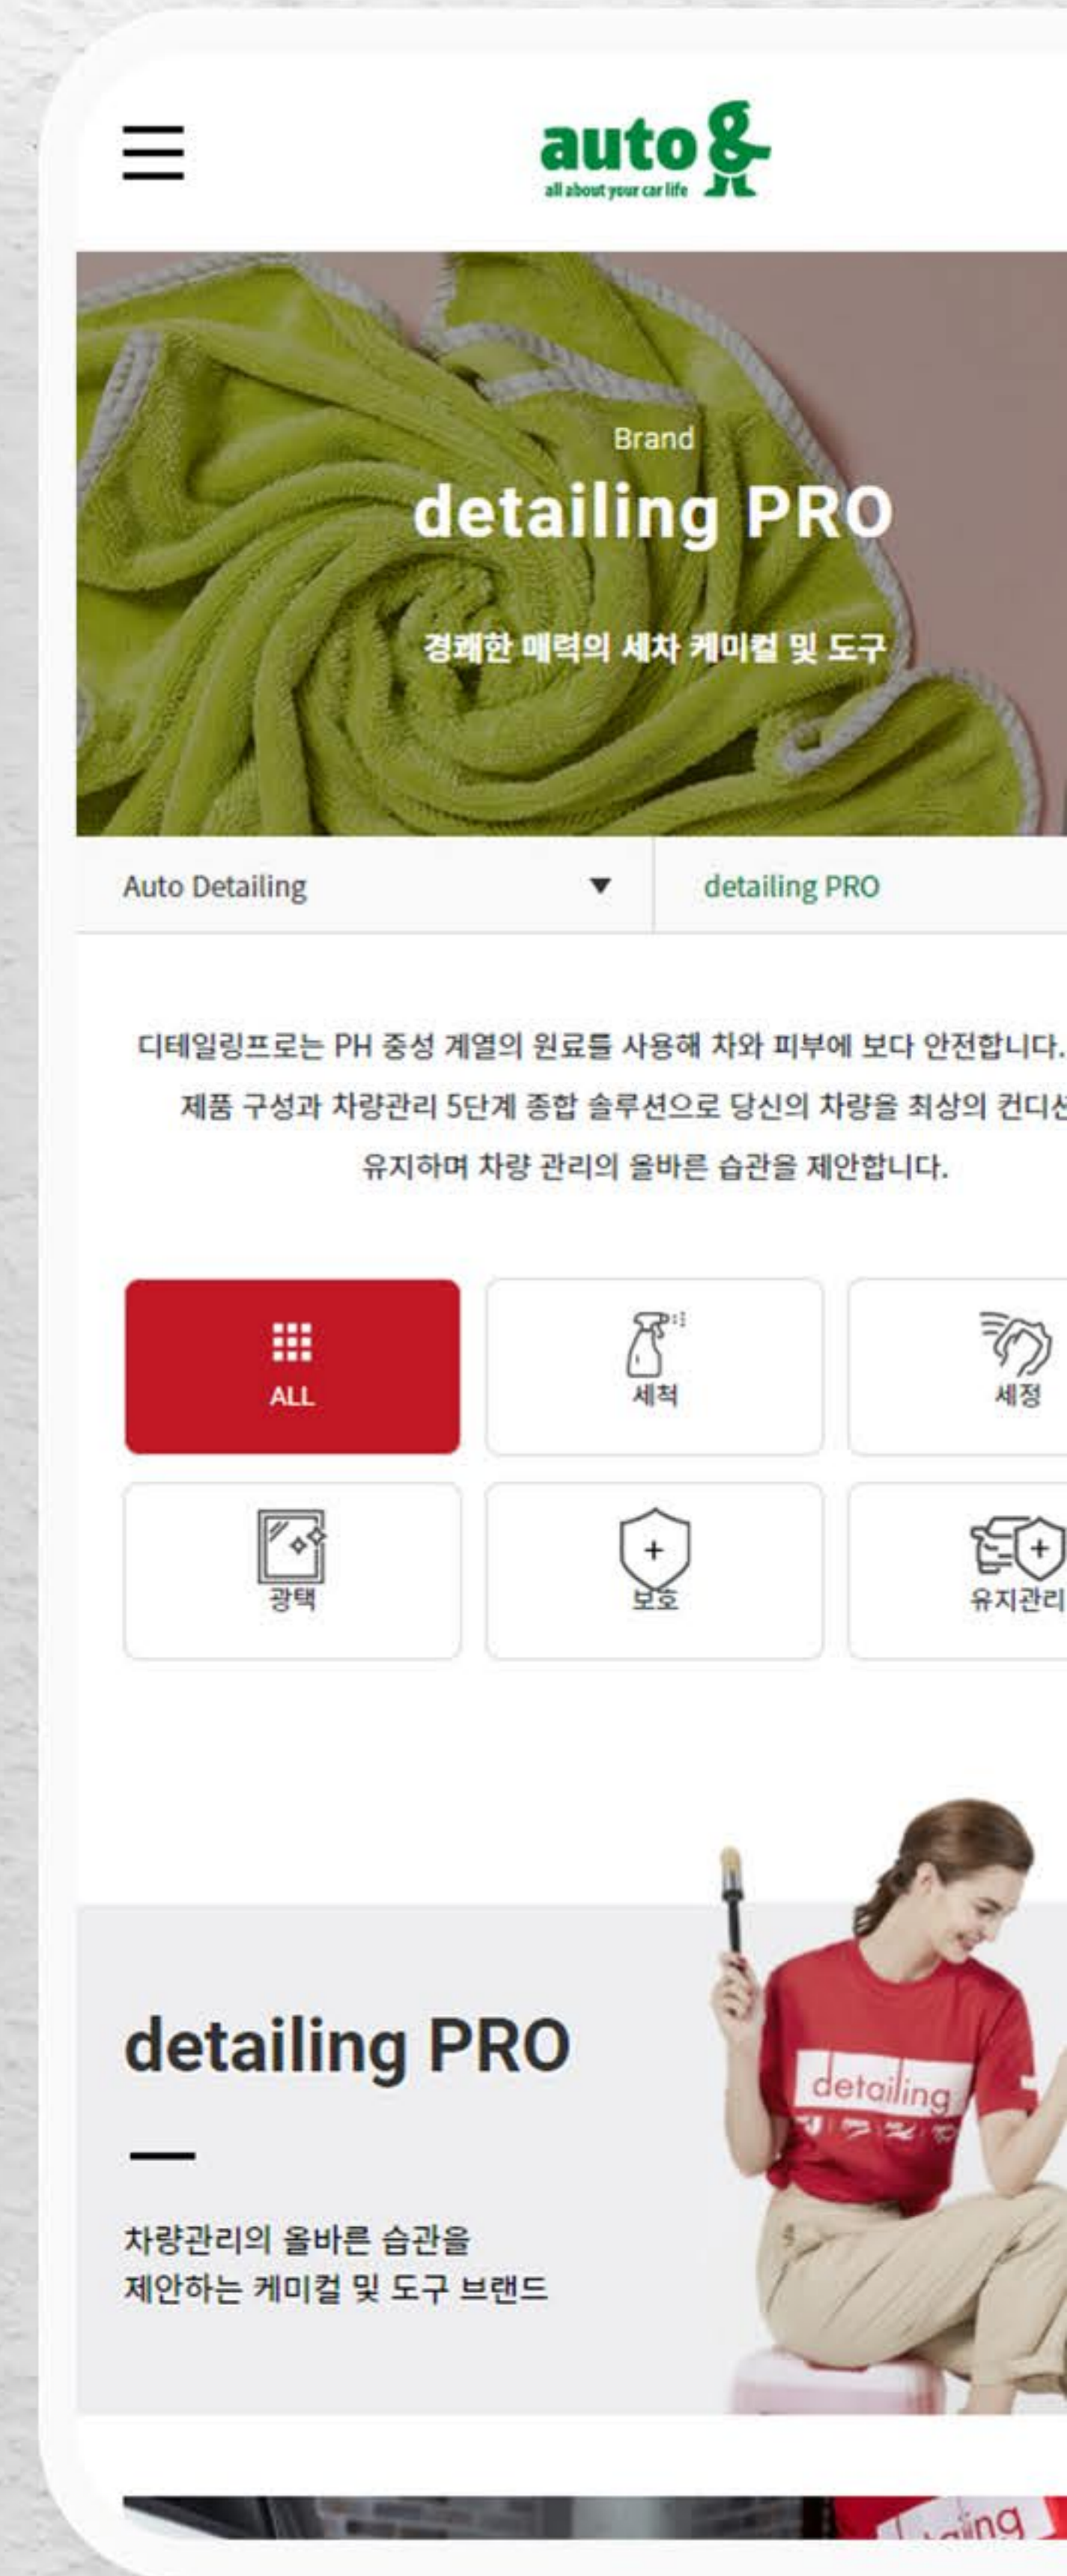 auto&
all about your car life
Brand
detailing PRO
경쾌한 매력의 세차 케미컬 및 도구
Auto Detailing
detailing PRO
디테일링프로는 PH 중성 계열의 원료를 사용해 차와 피부에 보다 안전합니다.
제품 구성과 차량관리 5단계 종합 솔루션으로 당신의 차량을 최상의
유지하며 차량 관리의 올바른 습관을 제안합니다.
ALL
세척
세정
광택
보호
유지관리
detailing PRO
detailing
차량관리의 올바른 습관을
제안하는 케미컬 및 도구 브랜드